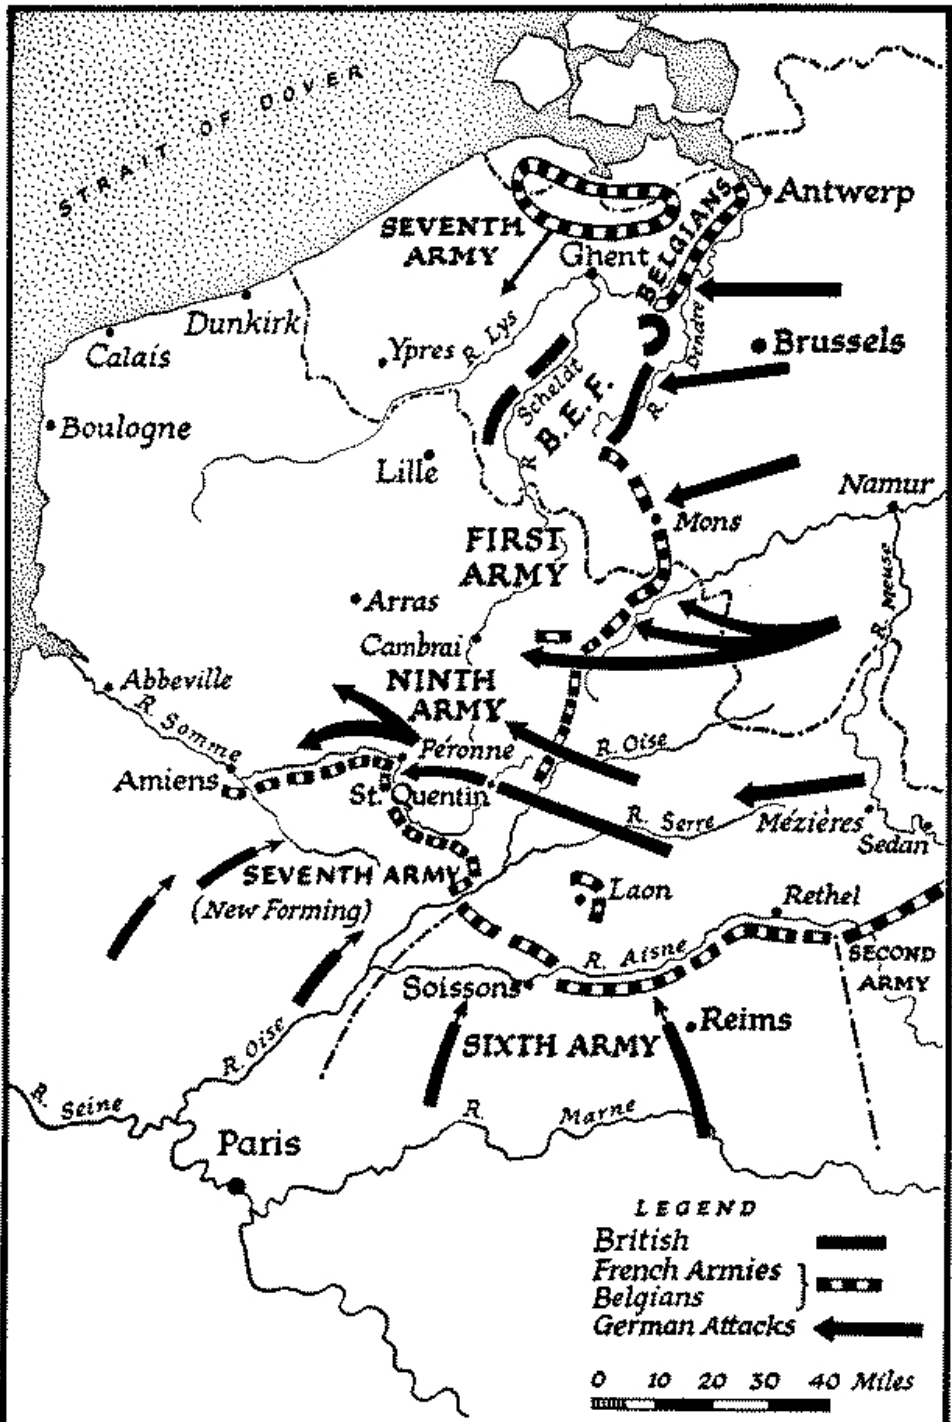 STRAIT OF DOVER
Antwerp
BELGIANS
SEVENTH
ARMY
Ghent
Dunkirk
Calais
Ypres
R. Lys
R. Dendre
Brussels
R. Scheldt
B.E.F.
Boulogne
Lille
Namur
Mons
FIRST
ARMY
R. Meuse
Arras
Cambrai
Abbeville
NINTH
ARMY
R. Somme
Péronne
R. Oise
Amiens
St. Quentin
R. Serre
Mézières
Sedan
SEVENTH ARMY
(New Forming)
Laon
Rethel
R. Aisne
SECOND
ARMY
Soissons
Reims
SIXTH ARMY
R. Oise
R. Seine
R. Marne
Paris
LEGEND
British
French Armies
Belgians
German Attacks
0 10 20 30 40 Miles